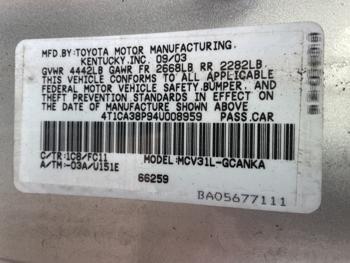 MFD.BY:TOYOTA MOTOR MANUFACTURING,
KENTUCKY,INC. 09/03
GVWR 4442LB GAWR FR 2668LB RR 2282LB
THIS VEHICLE CONFORMS TO ALL APPLICABLE
FEDERAL MOTOR VEHICLE SAFETY,BUMPER, AND
THEFT PREVENTION STANDARDS IN EFFECT ON
THE DATE OF MANUFACTURE SHOWN ABOVE.
4T1CA38P94U008959 PASS.CAR
C/TR:1C8/FC11 MODEL:MCV31L-GCANKA
A/TM:-03A/U151E
66259
BA05677111